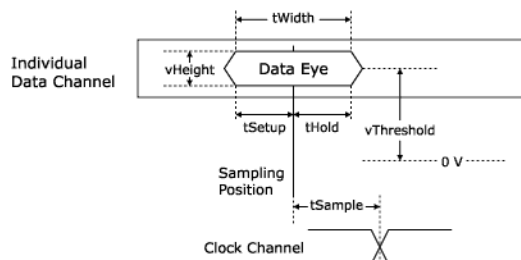 tWidth
Individual
Data Channel
vHeight
Data Eye
tSetup
tHold
vThreshold
0 V
Sampling
Position
tSample
Clock Channel